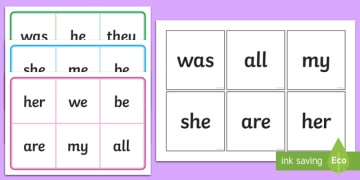 was he they
she me be
her we be
are my all
was all my
she are her
ink saving Eco